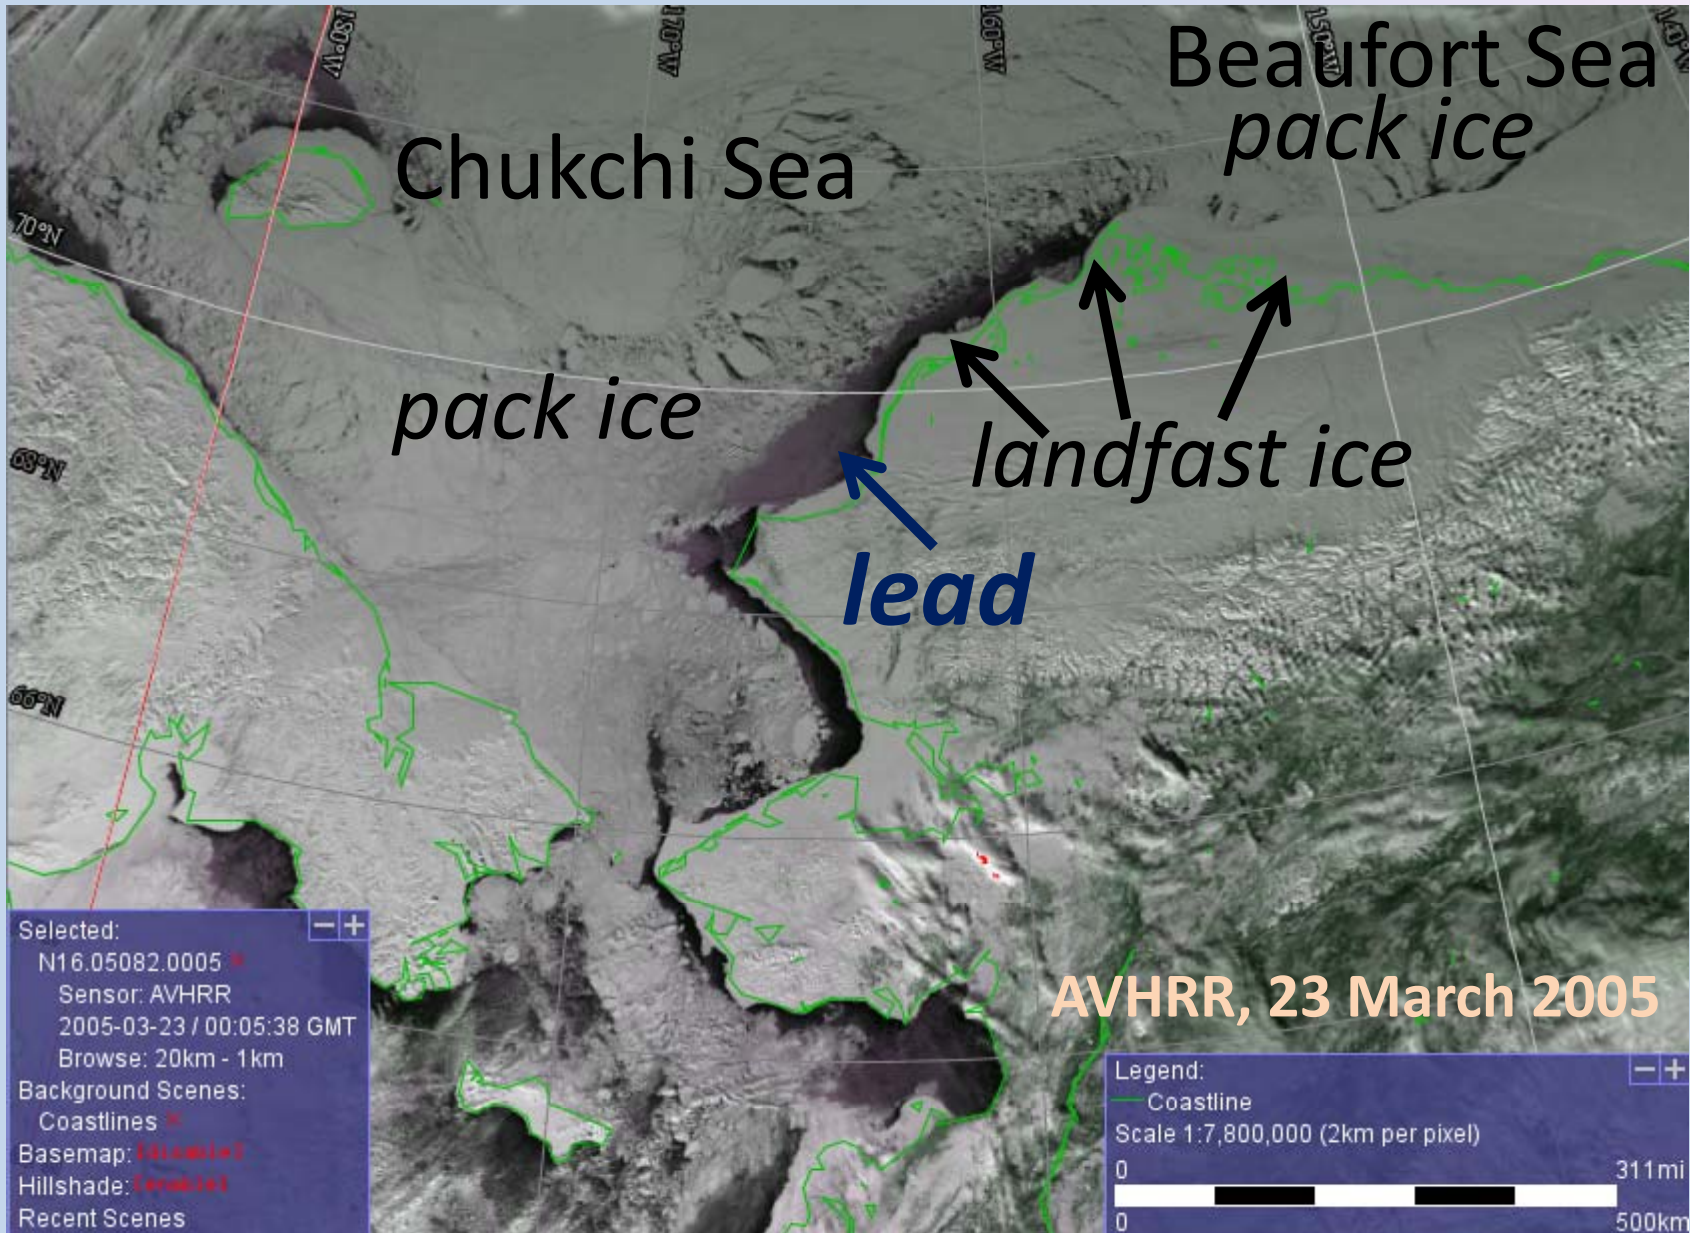 180°W
170°W
160°W
150°W
140°W
Beaufort Sea
pack ice
Chukchi Sea
70°N
pack ice
landfast ice
68°N
lead
66°N
AVHRR, 23 March 2005
Selected:
N16.05082.0005 ×
Sensor: AVHRR
2005-03-23 / 00:05:38 GMT
Browse: 20km - 1km
Background Scenes:
Coastlines ×
Basemap:
Hillshade:
Recent Scenes
Legend:
Coastline
Scale 1:7,800,000 (2km per pixel)
0 311mi
0 500km